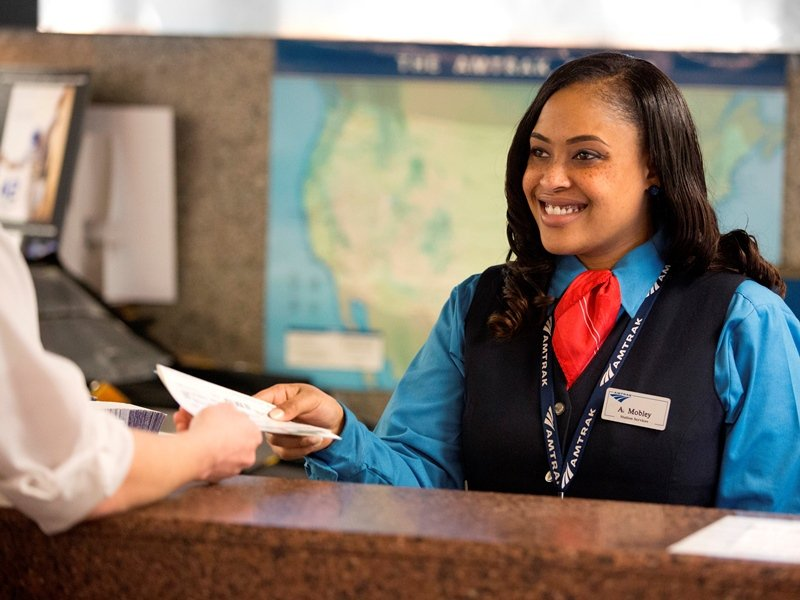 THE AMTRAK
AMTRAK
AMTRAK
AMTRAK
A. Mobley
Station Services